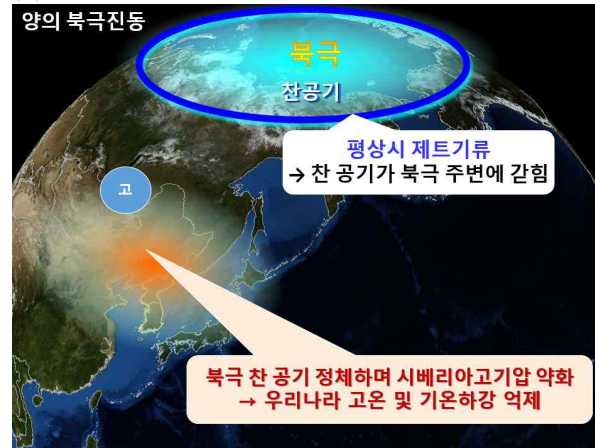 양의 북극진동
북극
찬공기
평상시 제트기류
→ 찬 공기가 북극 주변에 갇힘
고
북극 찬 공기 정체하며 시베리아고기압 약화
→ 우리나라 고온 및 기온하강 억제